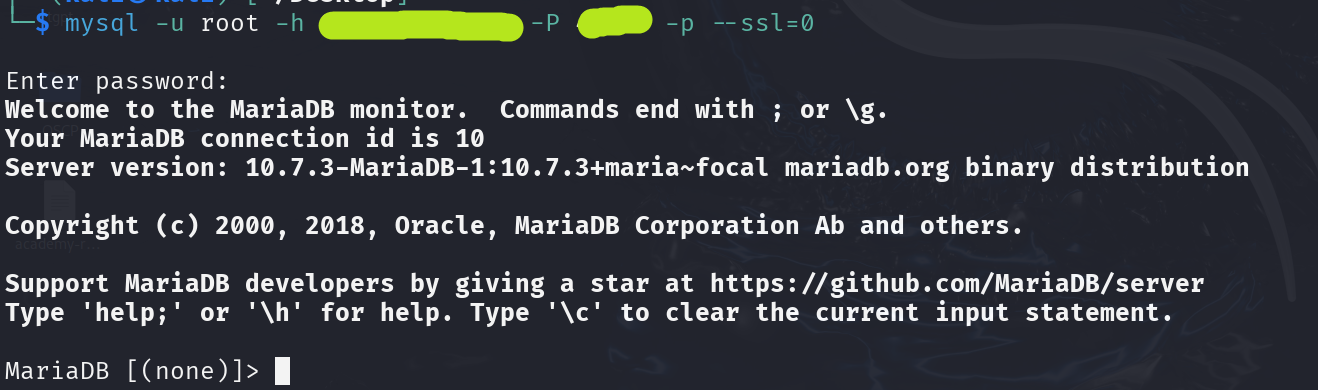 └─$ mysql -u root -h -P -p --ssl=0
Enter password:
Welcome to the MariaDB monitor.  Commands end with ; or \g.
Your MariaDB connection id is 10
Server version: 10.7.3-MariaDB-1:10.7.3+maria~focal mariadb.org binary distribution
Copyright (c) 2000, 2018, Oracle, MariaDB Corporation Ab and others.
Support MariaDB developers by giving a star at https://github.com/MariaDB/server
Type 'help;' or '\h' for help. Type '\c' to clear the current input statement.
MariaDB [(none)]>